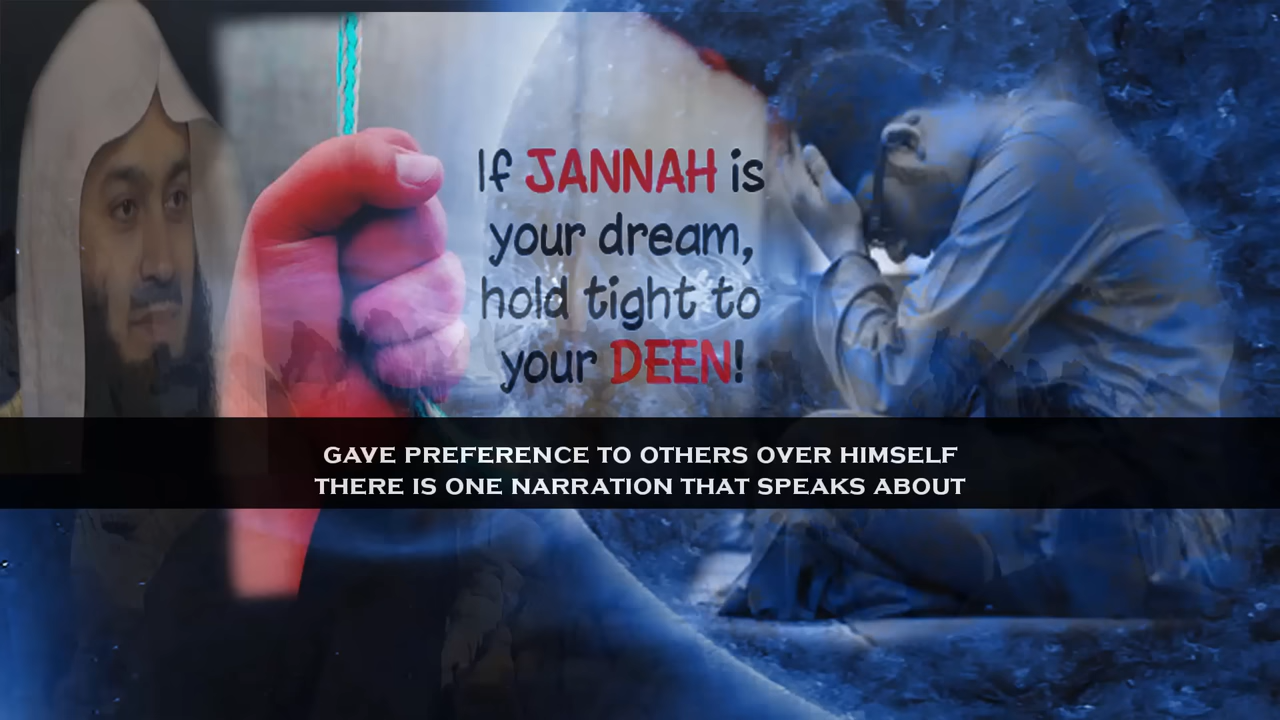 If JANNAH is
your dream,
hold tight to
your DEEN!
GAVE PREFERENCE TO OTHERS OVER HIMSELF
THERE IS ONE NARRATION THAT SPEAKS ABOUT